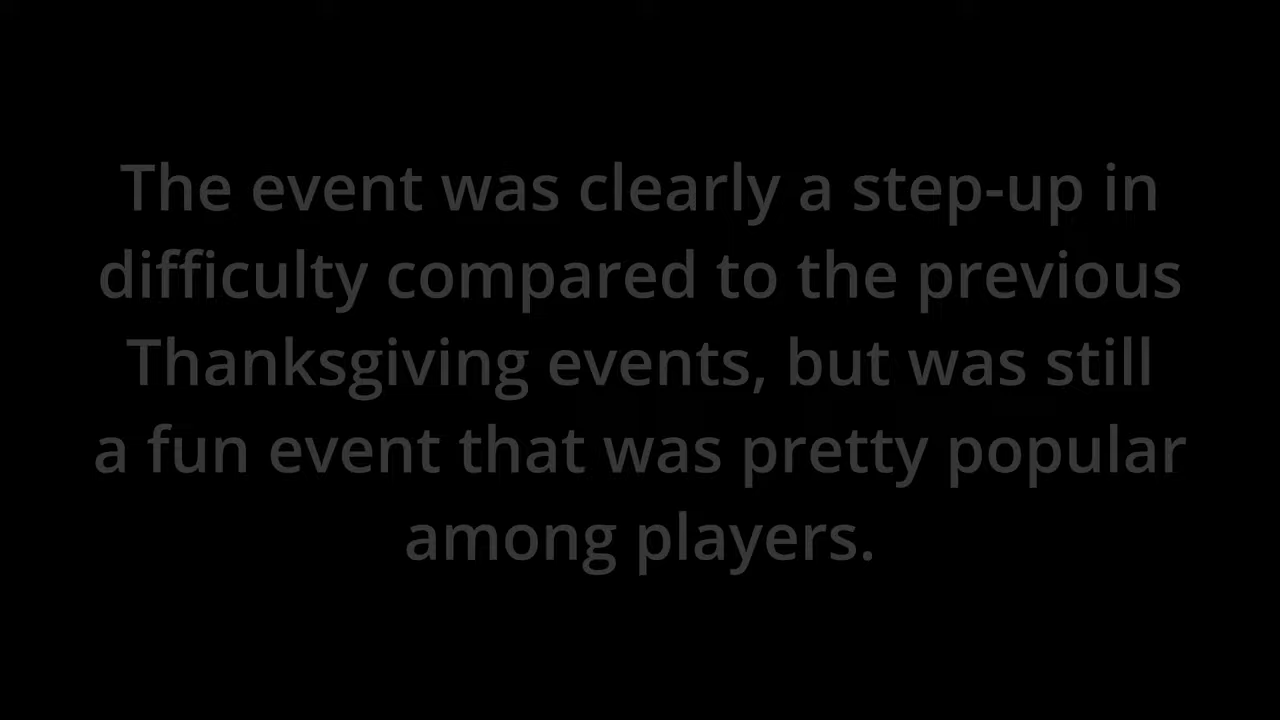 The event was clearly a step-up in
difficulty compared to the previous
Thanksgiving events, but was still
a fun event that was pretty popular
among players.